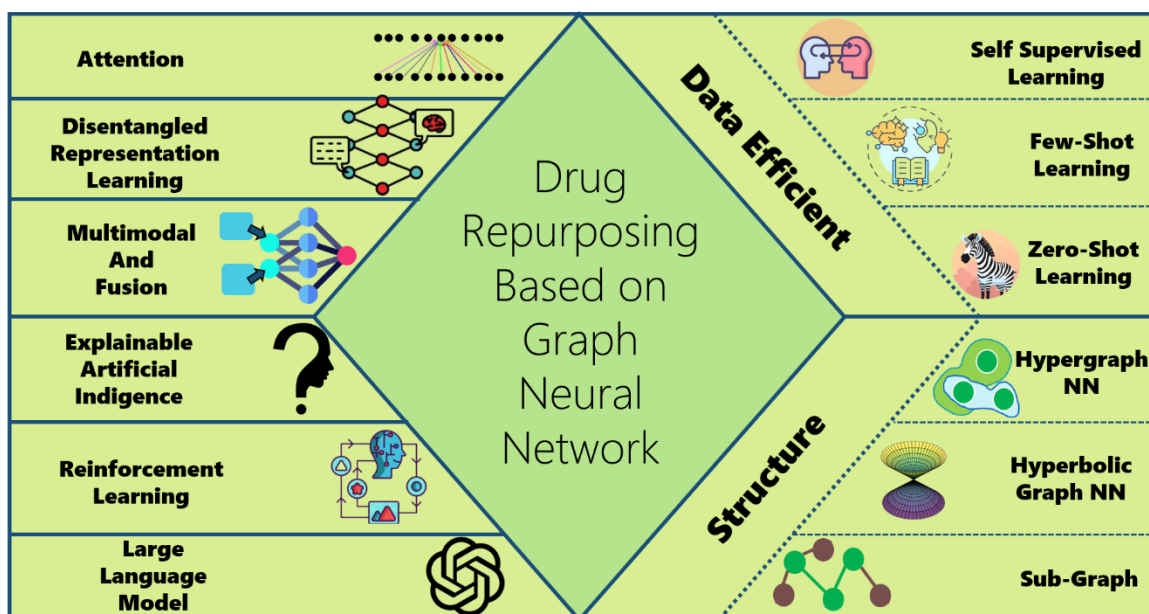 Attention
Disentangled
Representation
Learning
Multimodal
And
Fusion
Explainable
Artificial
Indigence
Reinforcement
Learning
Large
Language
Model
Drug
Repurposing
Based on
Graph
Neural
Network
Data Efficient
Self Supervised
Learning
Few-Shot
Learning
Zero-Shot
Learning
Structure
Hypergraph
NN
Hyperbolic
Graph NN
Sub-Graph